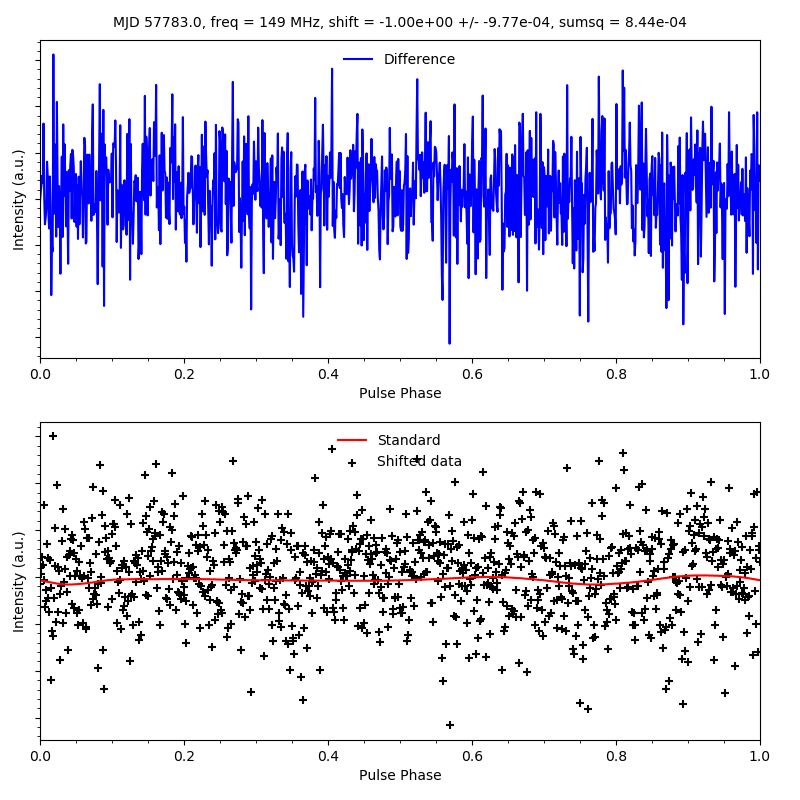 MJD 57783.0, freq = 149 MHz, shift = -1.00e+00 +/- -9.77e-04, sumsq = 8.44e-04
Difference
Intensity (a.u.)
0.0 0.2 0.4 0.6 0.8 1.0
Pulse Phase
Standard
Shifted data
Intensity (a.u.)
0.0 0.2 0.4 0.6 0.8 1.0
Pulse Phase